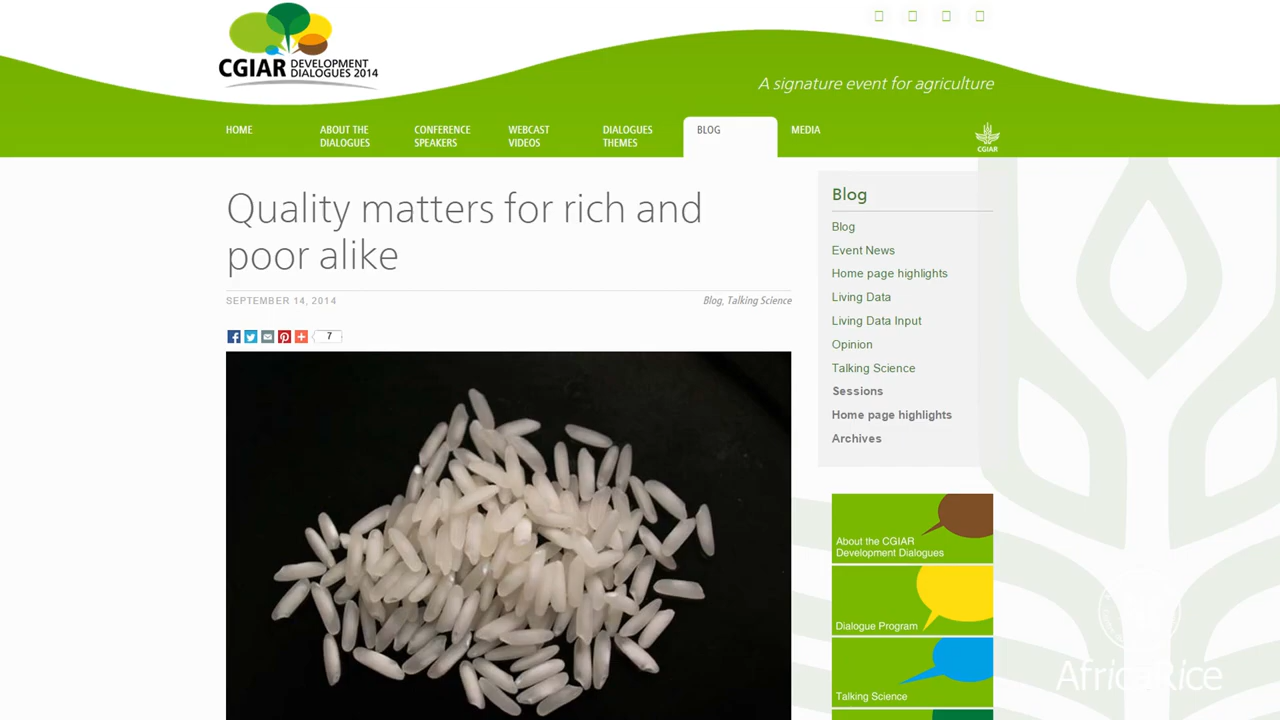 CGIAR DEVELOPMENT
DIALOGUES 2014
A signature event for agriculture
HOME
ABOUT THE
DIALOGUES
CONFERENCE
SPEAKERS
WEBCAST
VIDEOS
DIALOGUES
THEMES
BLOG
MEDIA
CGIAR
Quality matters for rich and
poor alike
SEPTEMBER 14, 2014
Blog, Talking Science
7
Blog
Blog
Event News
Home page highlights
Living Data
Living Data Input
Opinion
Talking Science
Sessions
Home page highlights
Archives
About the CGIAR
Development Dialogues
Dialogue Program
Talking Science
AfricaRice